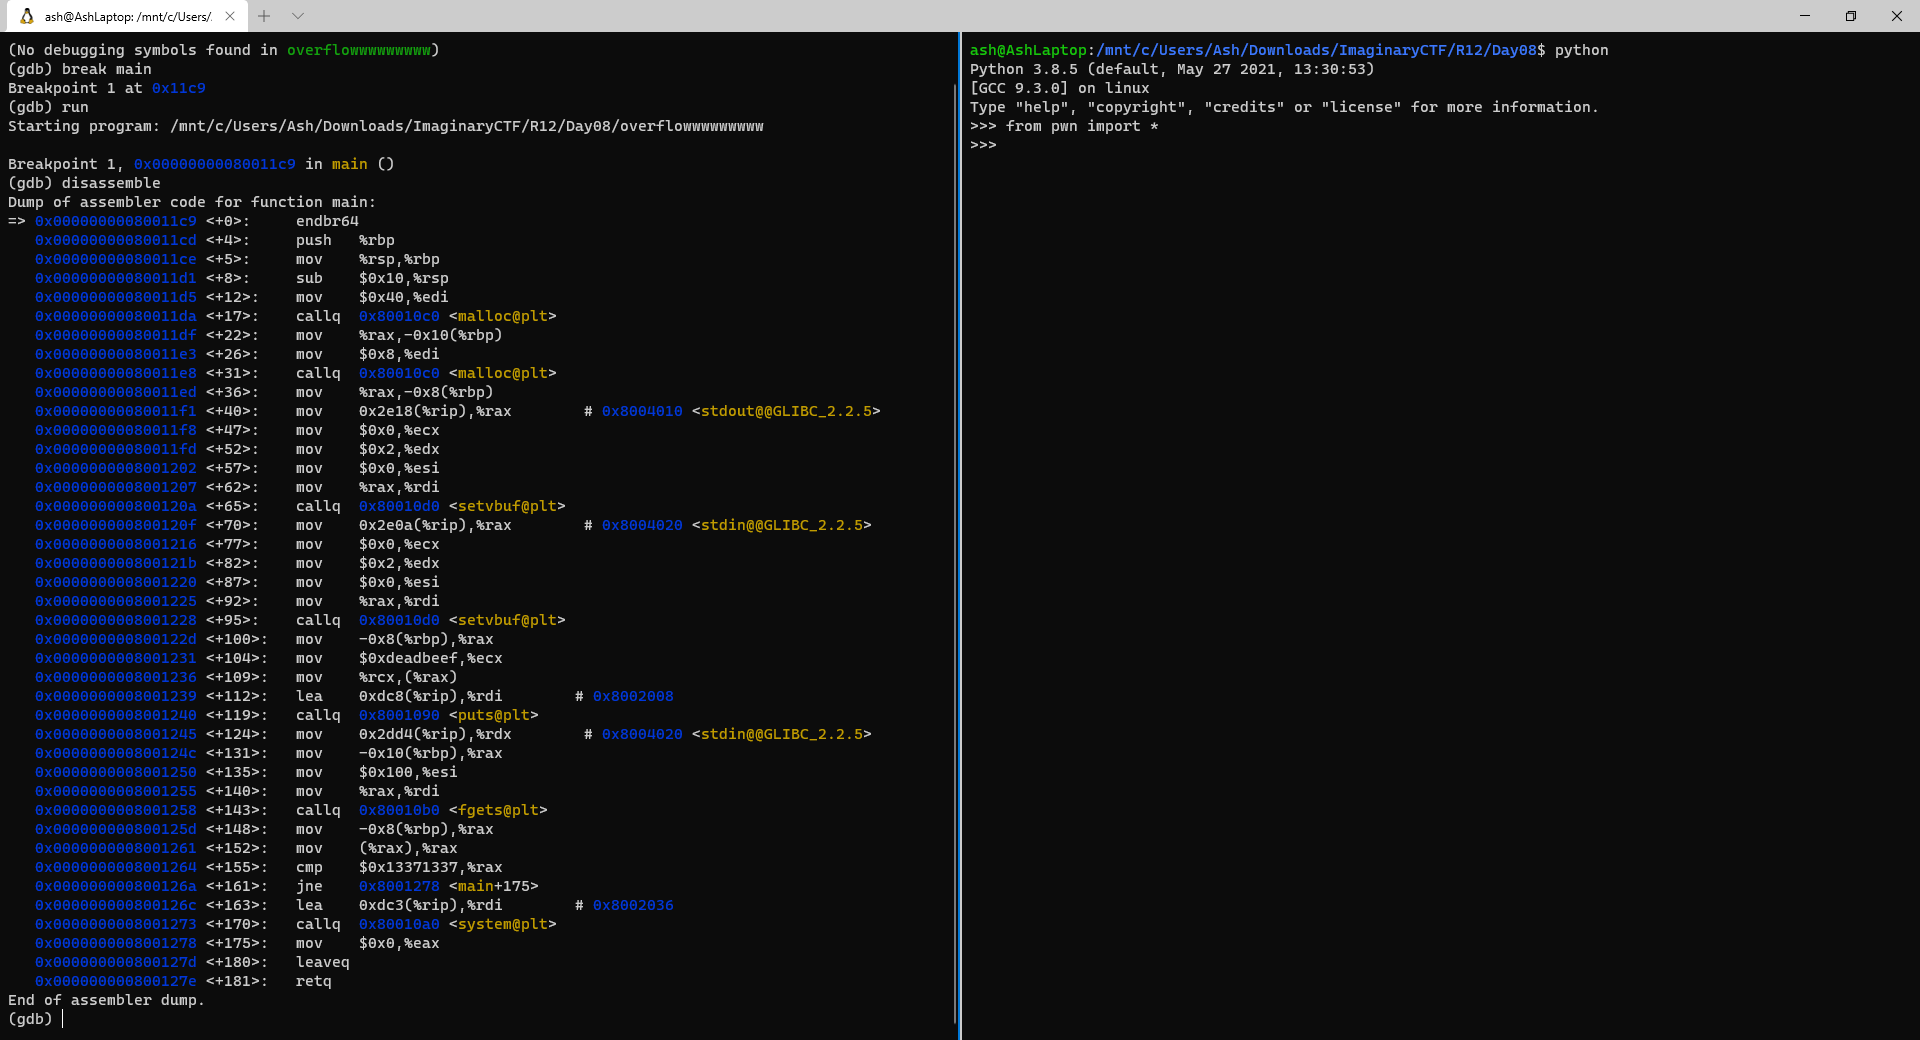 ash@AshLaptop: /mnt/c/Users/.
(No debugging symbols found in overflowwwwwwwwww)
(gdb) break main
Breakpoint 1 at 0x11c9
(gdb) run
Starting program: /mnt/c/Users/Ash/Downloads/ImaginaryCTF/R12/Day08/overflowwwwwwwwww
Breakpoint 1, 0x00000000080011c9 in main ()
(gdb) disassemble
Dump of assembler code for function main:
=> 0x00000000080011c9 <+0>: endbr64
0x00000000080011cd <+4>: push %rbp
0x00000000080011ce <+5>: mov %rsp,%rbp
0x00000000080011d1 <+8>: sub $0x10,%rsp
0x00000000080011d5 <+12>: mov $0x40,%edi
0x00000000080011da <+17>: callq 0x80010c0 <malloc@plt>
0x00000000080011df <+22>: mov %rax,-0x10(%rbp)
0x00000000080011e3 <+26>: mov $0x8,%edi
0x00000000080011e8 <+31>: callq 0x80010c0 <malloc@plt>
0x00000000080011ed <+36>: mov %rax,-0x8(%rbp)
0x00000000080011f1 <+40>: mov 0x2e18(%rip),%rax # 0x8004010 <stdout@@GLIBC_2.2.5>
0x00000000080011f8 <+47>: mov $0x0,%ecx
0x00000000080011fd <+52>: mov $0x2,%edx
0x0000000008001202 <+57>: mov $0x0,%esi
0x0000000008001207 <+62>: mov %rax,%rdi
0x000000000800120a <+65>: callq 0x80010d0 <setvbuf@plt>
0x000000000800120f <+70>: mov 0x2e0a(%rip),%rax # 0x8004020 <stdin@@GLIBC_2.2.5>
0x0000000008001216 <+77>: mov $0x0,%ecx
0x000000000800121b <+82>: mov $0x2,%edx
0x0000000008001220 <+87>: mov $0x0,%esi
0x0000000008001225 <+92>: mov %rax,%rdi
0x0000000008001228 <+95>: callq 0x80010d0 <setvbuf@plt>
0x000000000800122d <+100>: mov -0x8(%rbp),%rax
0x0000000008001231 <+104>: mov $0xdeadbeef,%ecx
0x0000000008001236 <+109>: mov %rcx,(%rax)
0x0000000008001239 <+112>: lea 0xdc8(%rip),%rdi # 0x8002008
0x0000000008001240 <+119>: callq 0x8001090 <puts@plt>
0x0000000008001245 <+124>: mov 0x2dd4(%rip),%rdx # 0x8004020 <stdin@@GLIBC_2.2.5>
0x000000000800124c <+131>: mov -0x10(%rbp),%rax
0x0000000008001250 <+135>: mov $0x100,%esi
0x0000000008001255 <+140>: mov %rax,%rdi
0x0000000008001258 <+143>: callq 0x80010b0 <fgets@plt>
0x000000000800125d <+148>: mov -0x8(%rbp),%rax
0x0000000008001261 <+152>: mov (%rax),%rax
0x0000000008001264 <+155>: cmp $0x13371337,%rax
0x000000000800126a <+161>: jne 0x8001278 <main+175>
0x000000000800126c <+163>: lea 0xdc3(%rip),%rdi # 0x8002036
0x0000000008001273 <+170>: callq 0x80010a0 <system@plt>
0x0000000008001278 <+175>: mov $0x0,%eax
0x000000000800127d <+180>: leaveq
0x000000000800127e <+181>: retq
End of assembler dump.
(gdb)
ash@AshLaptop:/mnt/c/Users/Ash/Downloads/ImaginaryCTF/R12/Day08$ python
Python 3.8.5 (default, May 27 2021, 13:30:53)
[GCC 9.3.0] on linux
Type "help", "copyright", "credits" or "license" for more information.
>>> from pwn import *
>>>